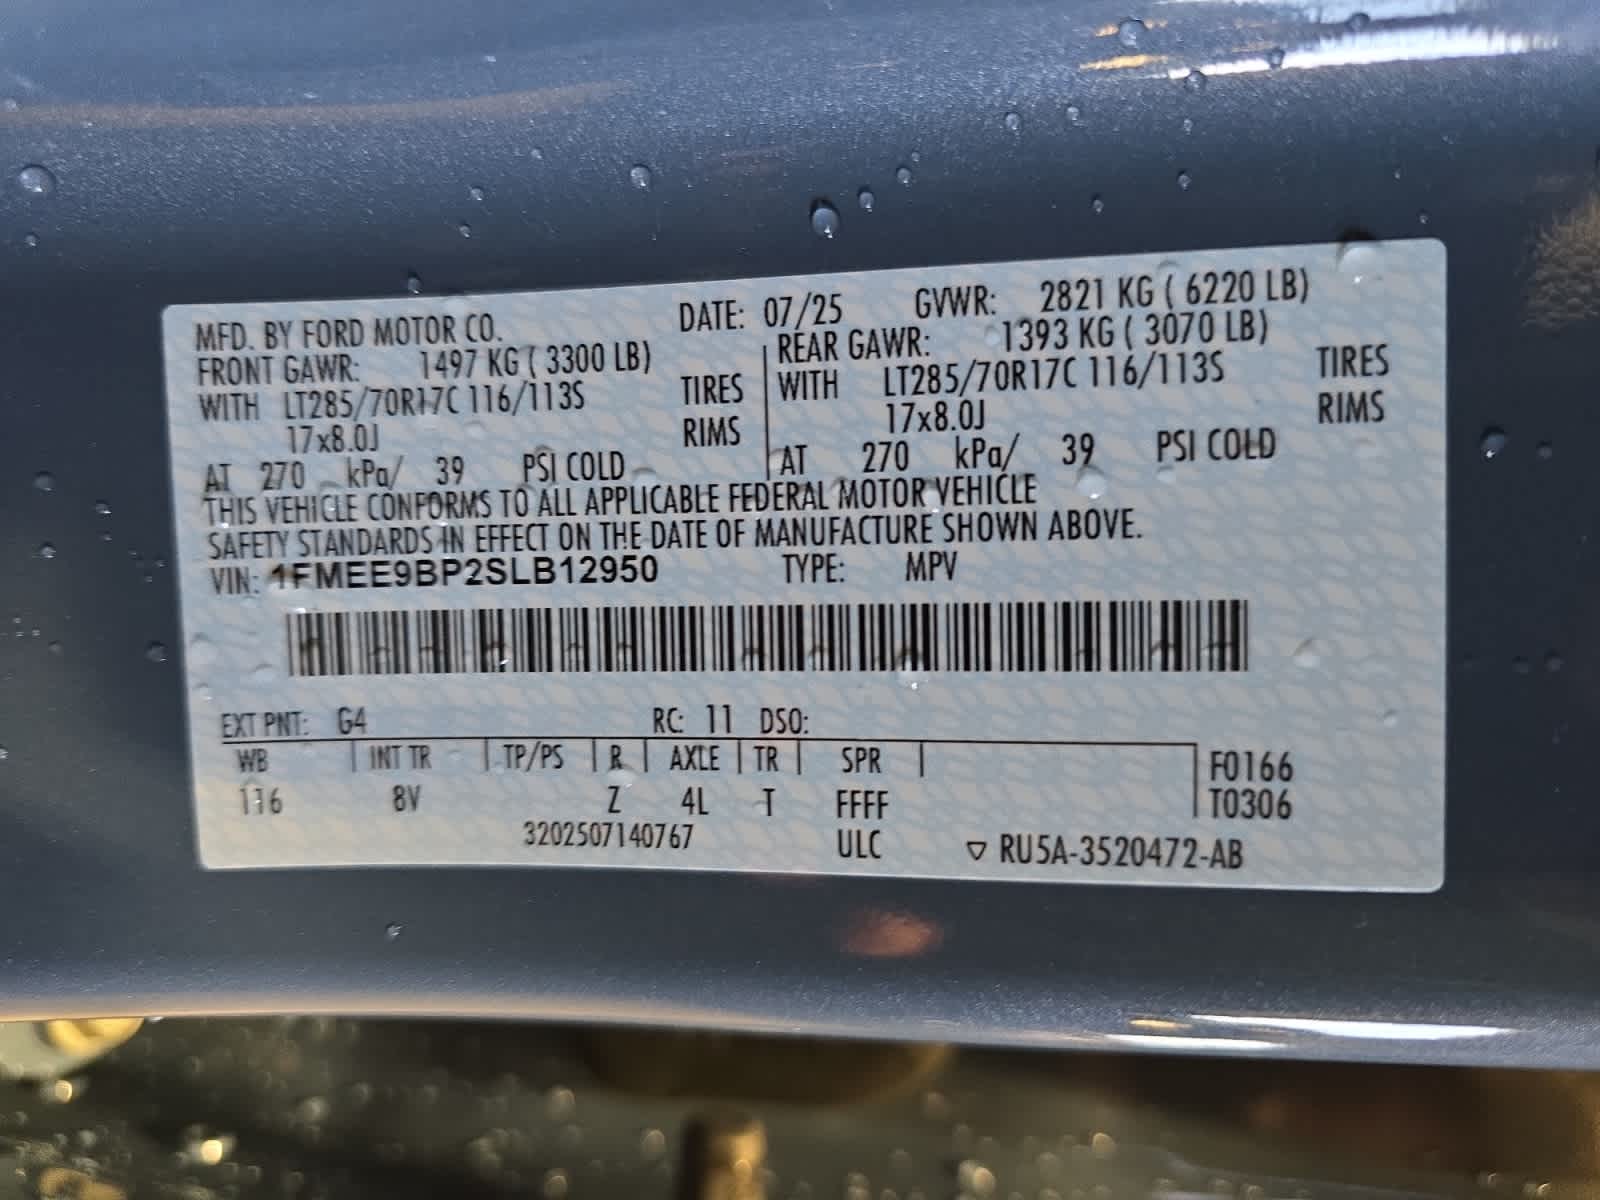 MFD. BY FORD MOTOR CO. DATE: 07/25 GVWR: 2821 KG ( 6220 LB)
FRONT GAWR: 1497 KG ( 3300 LB) REAR GAWR: 1393 KG ( 3070 LB)
WITH LT285/70R17C 116/113S TIRES WITH LT285/70R17C 116/113S TIRES
17x8.0J RIMS 17x8.0J RIMS
AT 270 kPa/ 39 PSI COLD AT 270 kPa/ 39 PSI COLD
THIS VEHICLE CONFORMS TO ALL APPLICABLE FEDERAL MOTOR VEHICLE
SAFETY STANDARDS IN EFFECT ON THE DATE OF MANUFACTURE SHOWN ABOVE.
VIN: 1FMEE9BP2SLB12950 TYPE: MPV
EXT PNT: G4 RC: 11 DSO:
WB INT TR TP/PS R AXLE TR SPR F0166
116 8V Z 4L T FFFF T0306
3202507140767 ULC ▽ RU5A-3520472-AB